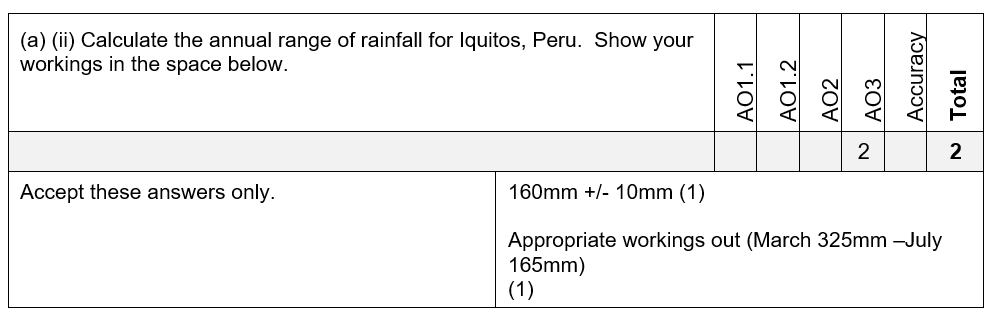 (a) (ii) Calculate the annual range of rainfall for Iquitos, Peru.  Show your
workings in the space below.
AO1.1
AO1.2
AO2
AO3
Accuracy
Total
2
2
Accept these answers only.
160mm +/- 10mm (1)
Appropriate workings out (March 325mm –July
165mm)
(1)